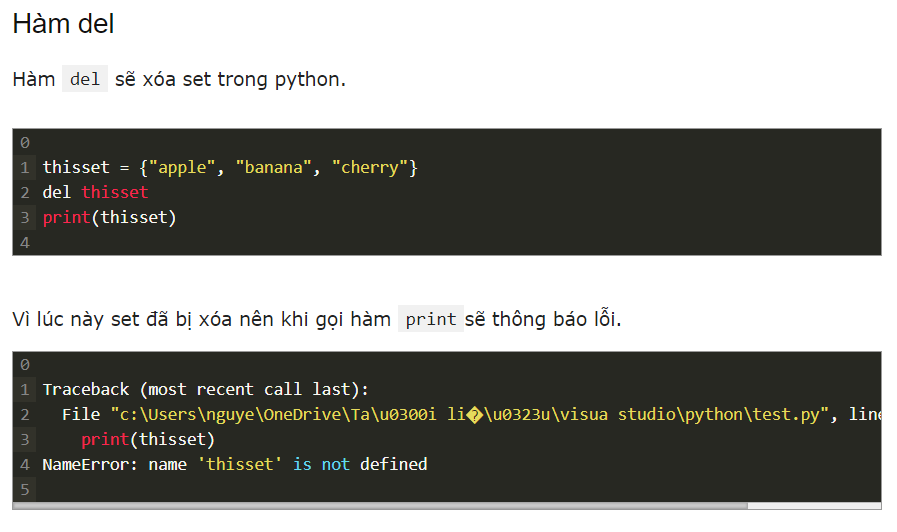 Hàm del
Hàm del sẽ xóa set trong python.
0
1 thisset = {"apple", "banana", "cherry"}
2 del thisset
3 print(thisset)
4
Vì lúc này set đã bị xóa nên khi gọi hàm print sẽ thông báo lỗi.
0
1 Traceback (most recent call last):
2 File "c:\Users\nguye\OneDrive\Ta\u0300i li�\u0323u\visua studio\python\test.py", line
3 print(thisset)
4 NameError: name 'thisset' is not defined
5